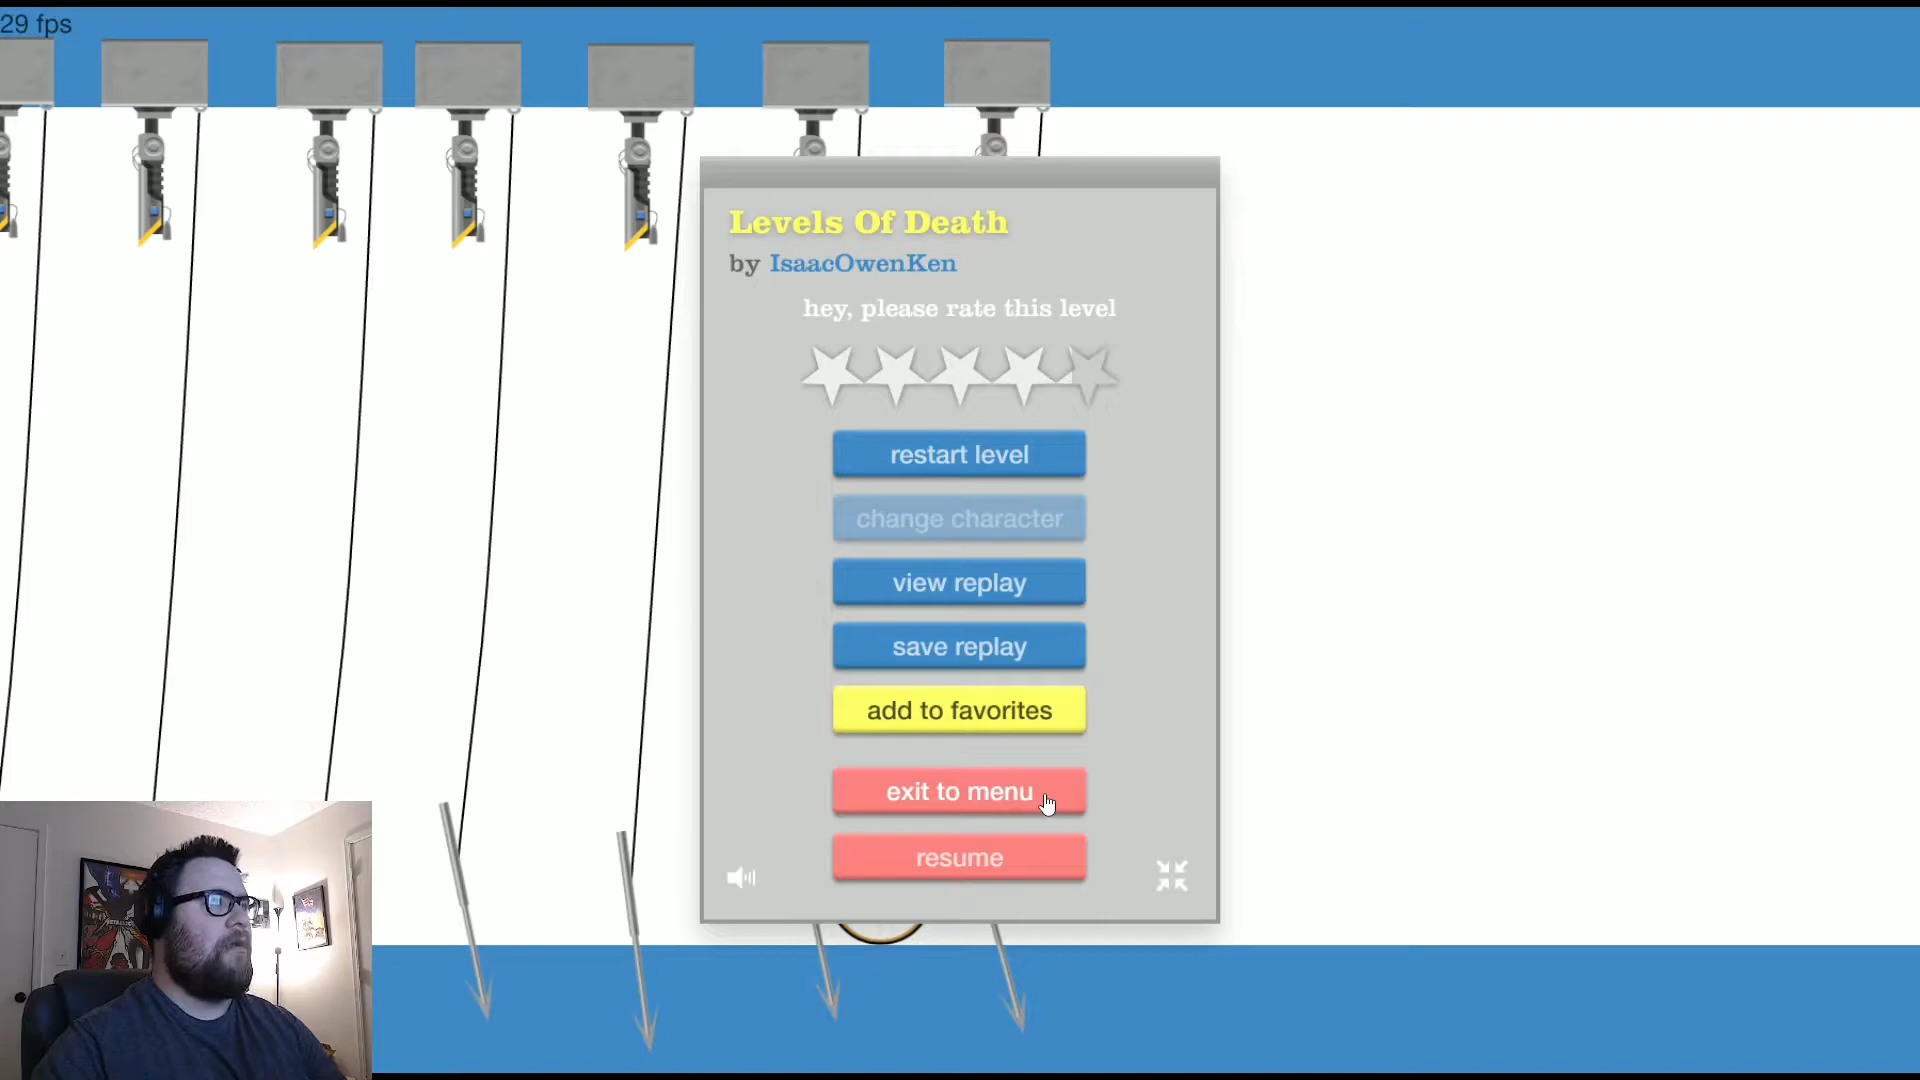 29 fps
Levels Of Death
by IsaacOwenKen
hey, please rate this level
restart level
change character
view replay
save replay
add to favorites
exit to menu
resume